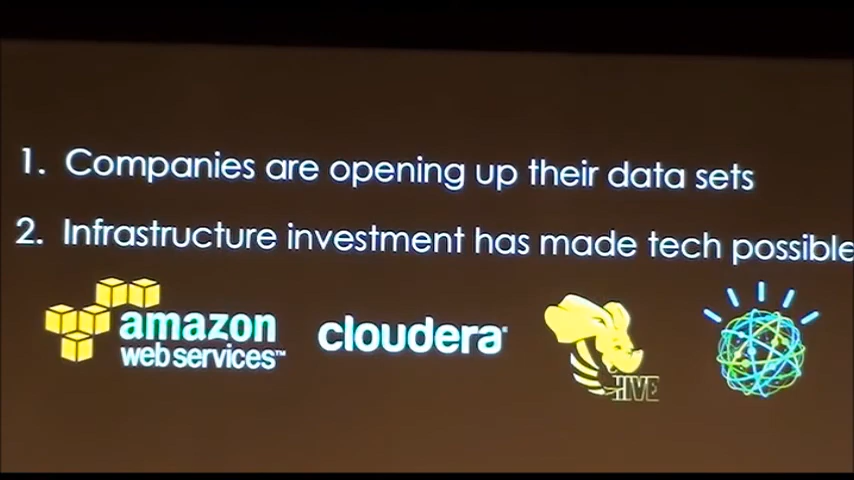 1. Companies are opening up their data sets
2. Infrastructure investment has made tech possible
amazon
web services™
cloudera
HIVE